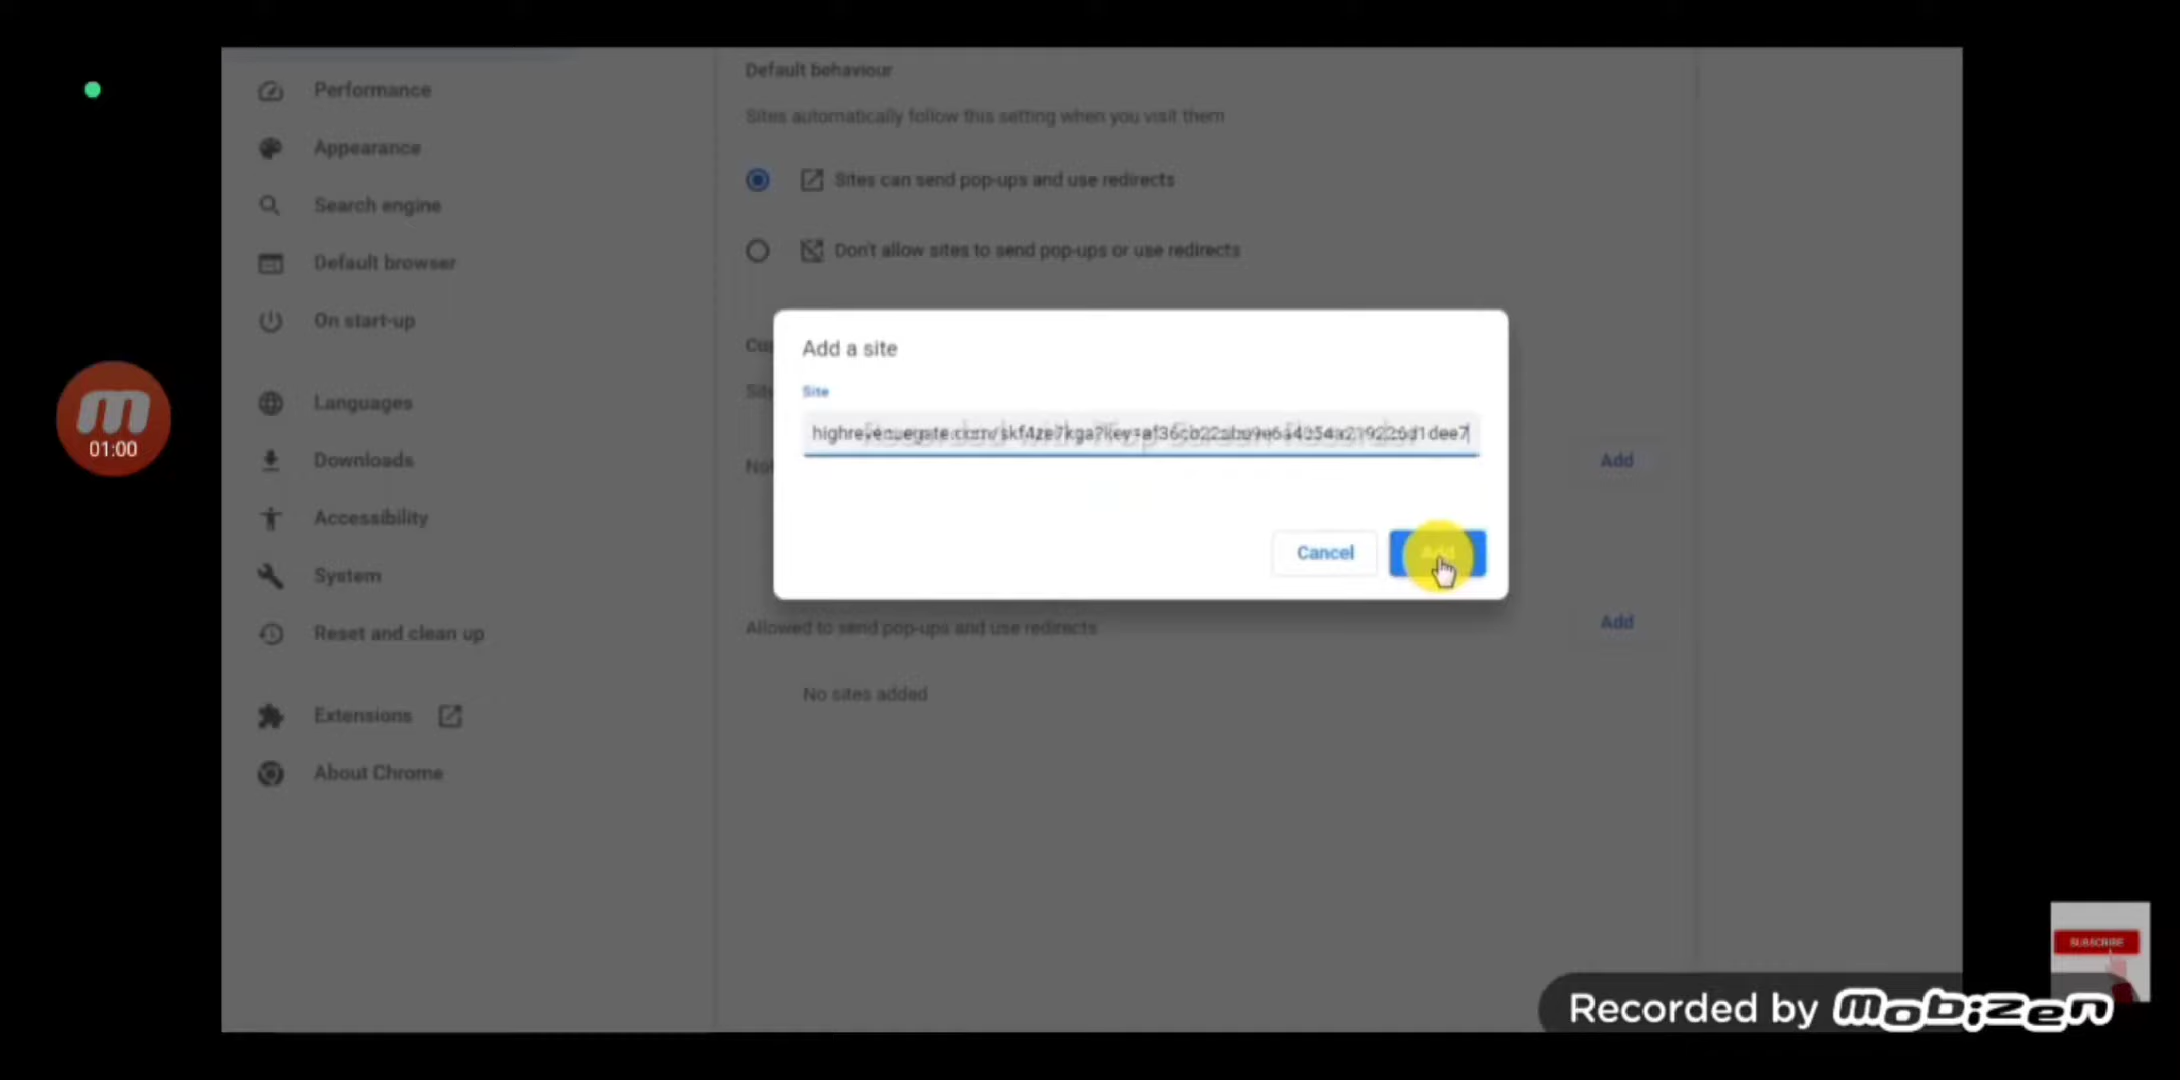 Performance
Appearance
Search engine
Default browser
On start-up
Languages
Downloads
Accessibility
System
Reset and clean up
Extensions
About Chrome
Default behaviour
Sites automatically follow this setting when you visit them
Sites can send pop-ups and use redirects
Don't allow sites to send pop-ups or use redirects
Add a site
Site
Cancel
Add
Add
Allowed to send pop-ups and use redirects
Add
No sites added
01:00
SUBSCRIBE
Recorded by mobizen